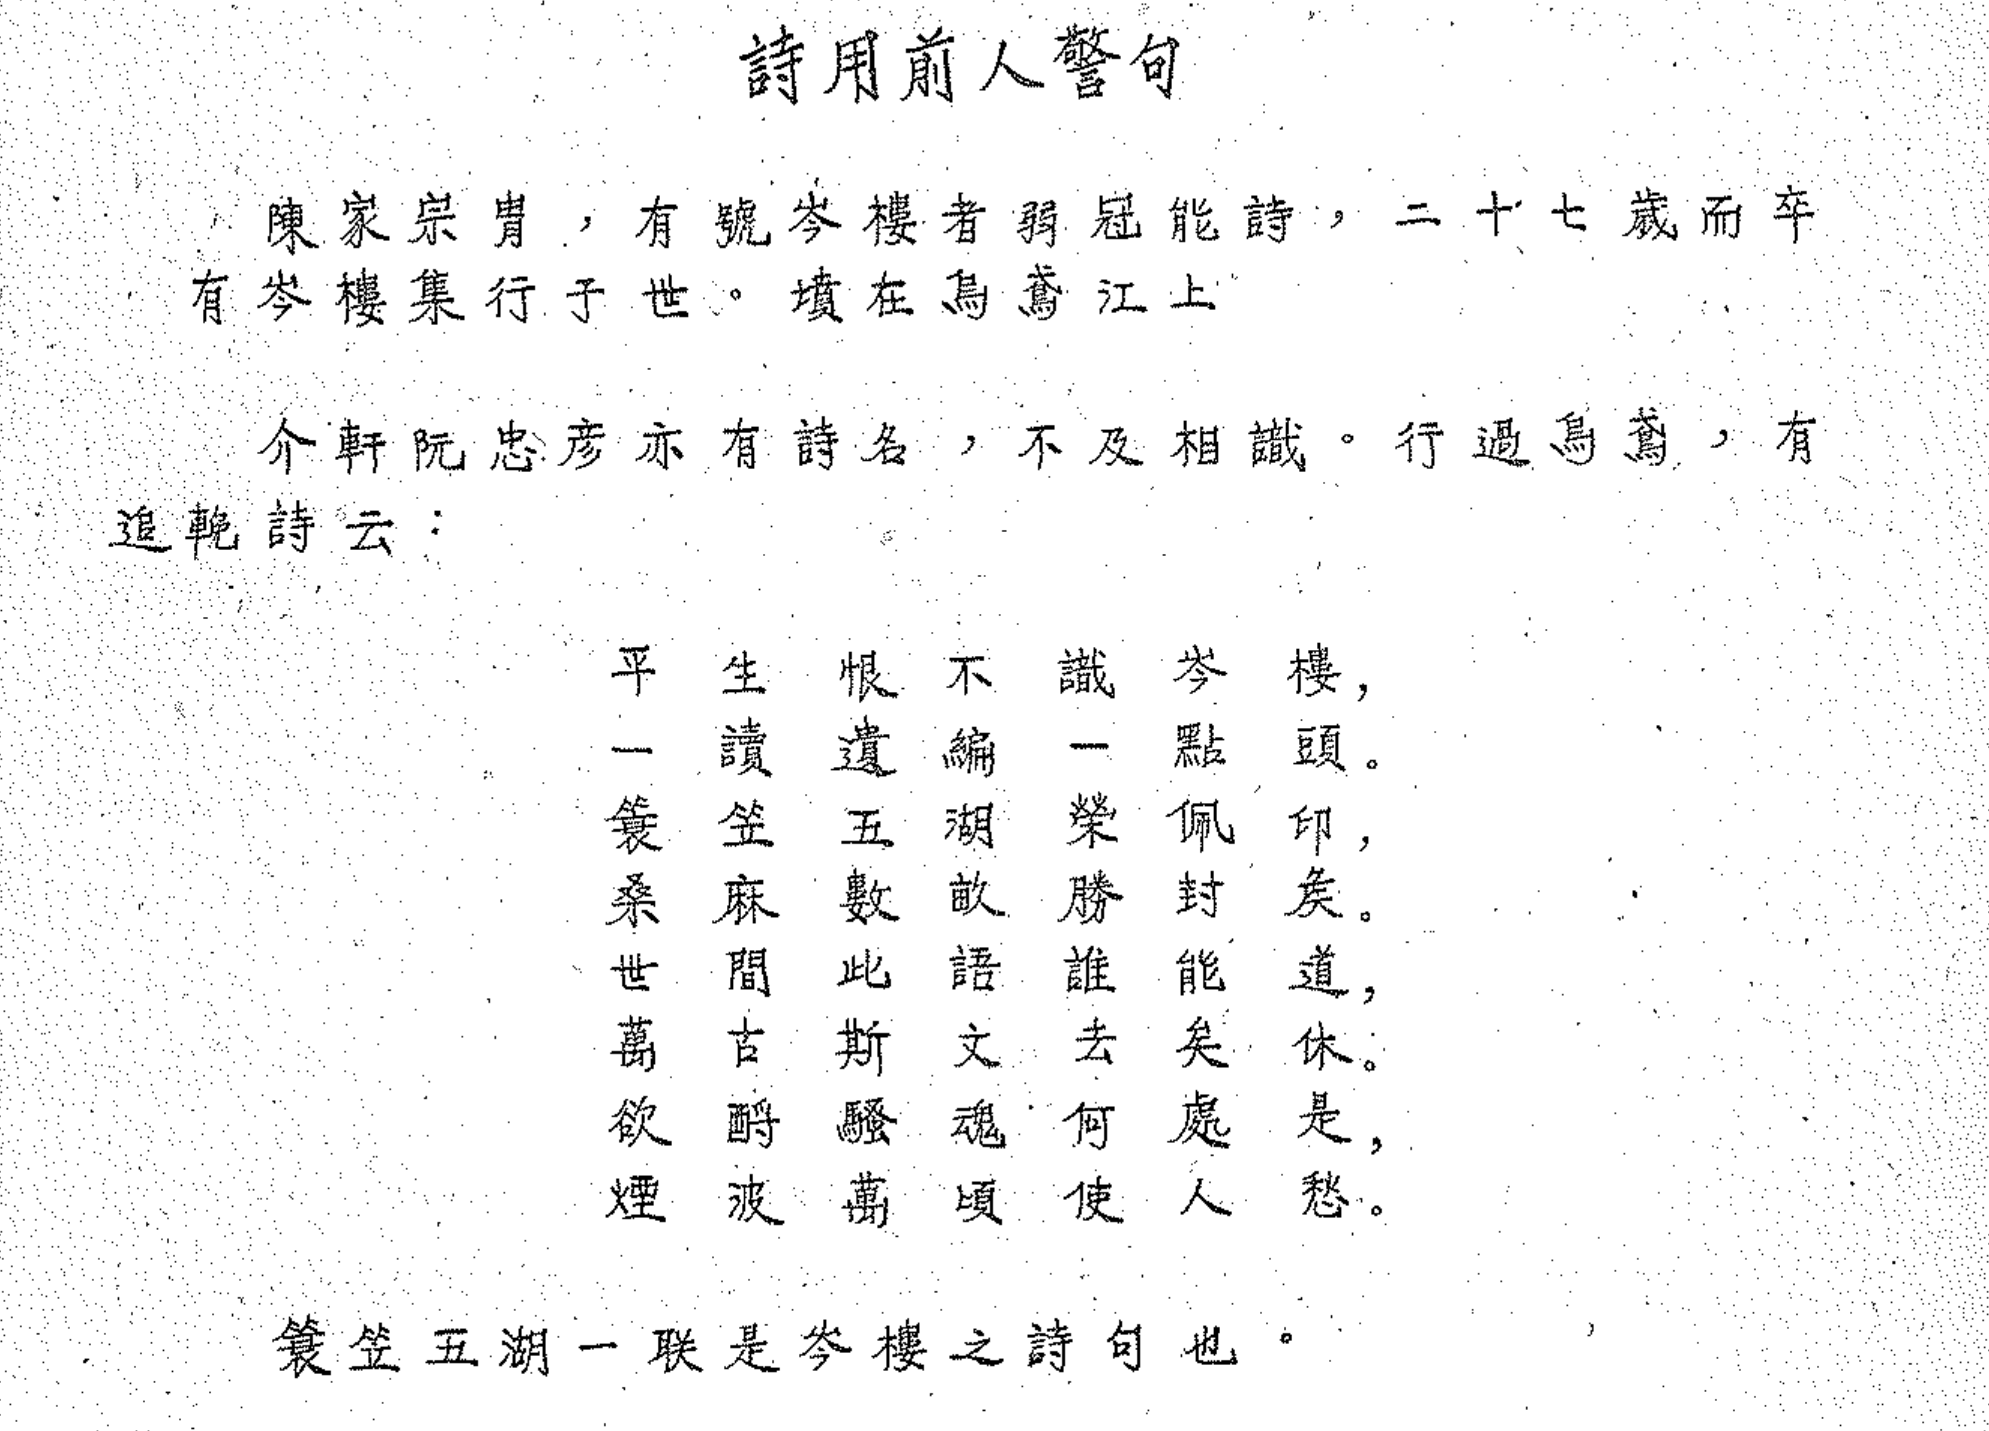 詩用前人警句
陳家宗冑，有號岑樓者弱冠能詩，二十七歲而卒
有岑樓集行于世。墳在烏鳶江上
介軒阮忠彦亦有詩名，不及相識。行過烏鳶，有
追輓詩云：
平生恨不識岑樓，
一讀遺編一點頭。
簑笠五湖榮佩印，
桑麻數畝勝封矦。
世間此語誰能道，
萬古斯文去矣休。
欲酹騷魂何處是，
煙波萬頃使人愁。
簑笠五湖一联是岑樓之詩句也。